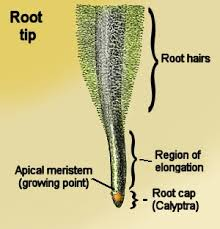 Root
tip
Root hairs
Region of
elongation
Apical meristem
(growing point)
Root cap
(Calyptra)